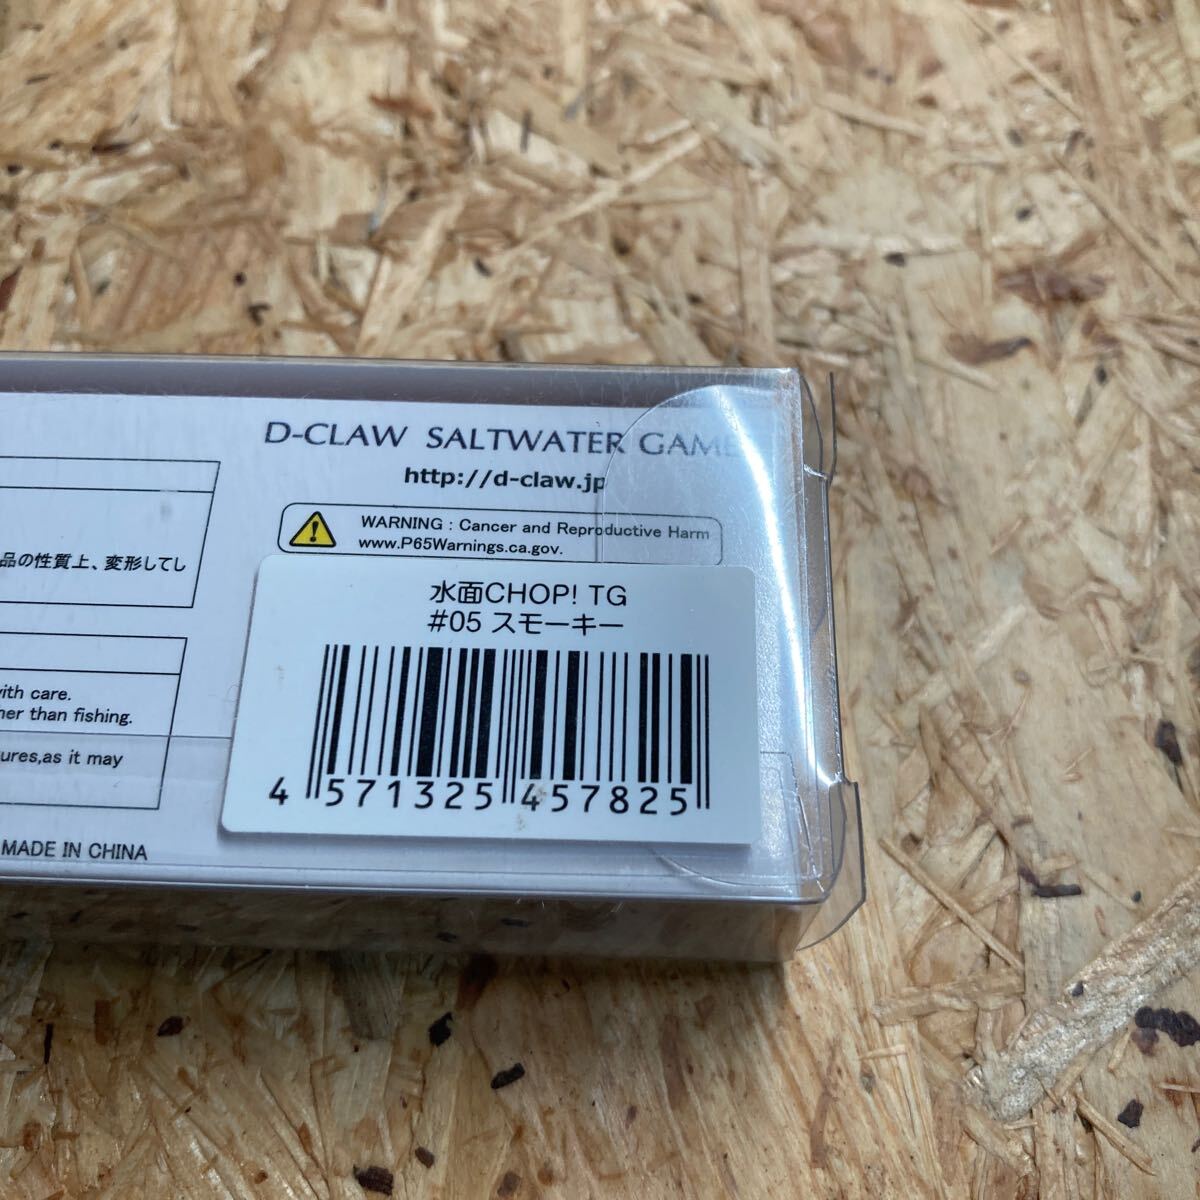 D-CLAW SALTWATER GAME
http://d-claw.jp
WARNING : Cancer and Reproductive Harm
www.P65Warnings.ca.gov.
品の性質上、変形してし
水面CHOP! TG
#05 スモーキー
4 571325 457825
with care.
her than fishing.
ures,as it may
MADE IN CHINA